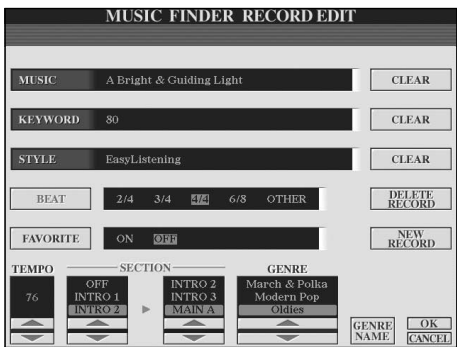 MUSIC FINDER RECORD EDIT
MUSIC A Bright & Guiding Light CLEAR
KEYWORD 80 CLEAR
STYLE EasyListening CLEAR
BEAT 2/4 3/4 4/4 6/8 OTHER DELETE RECORD
FAVORITE ON OFF NEW RECORD
TEMPO SECTION GENRE
OFF INTRO 2 March & Polka
76 INTRO 1 INTRO 3 Modern Pop
INTRO 2 MAIN A Oldies
GENRE NAME OK
CANCEL